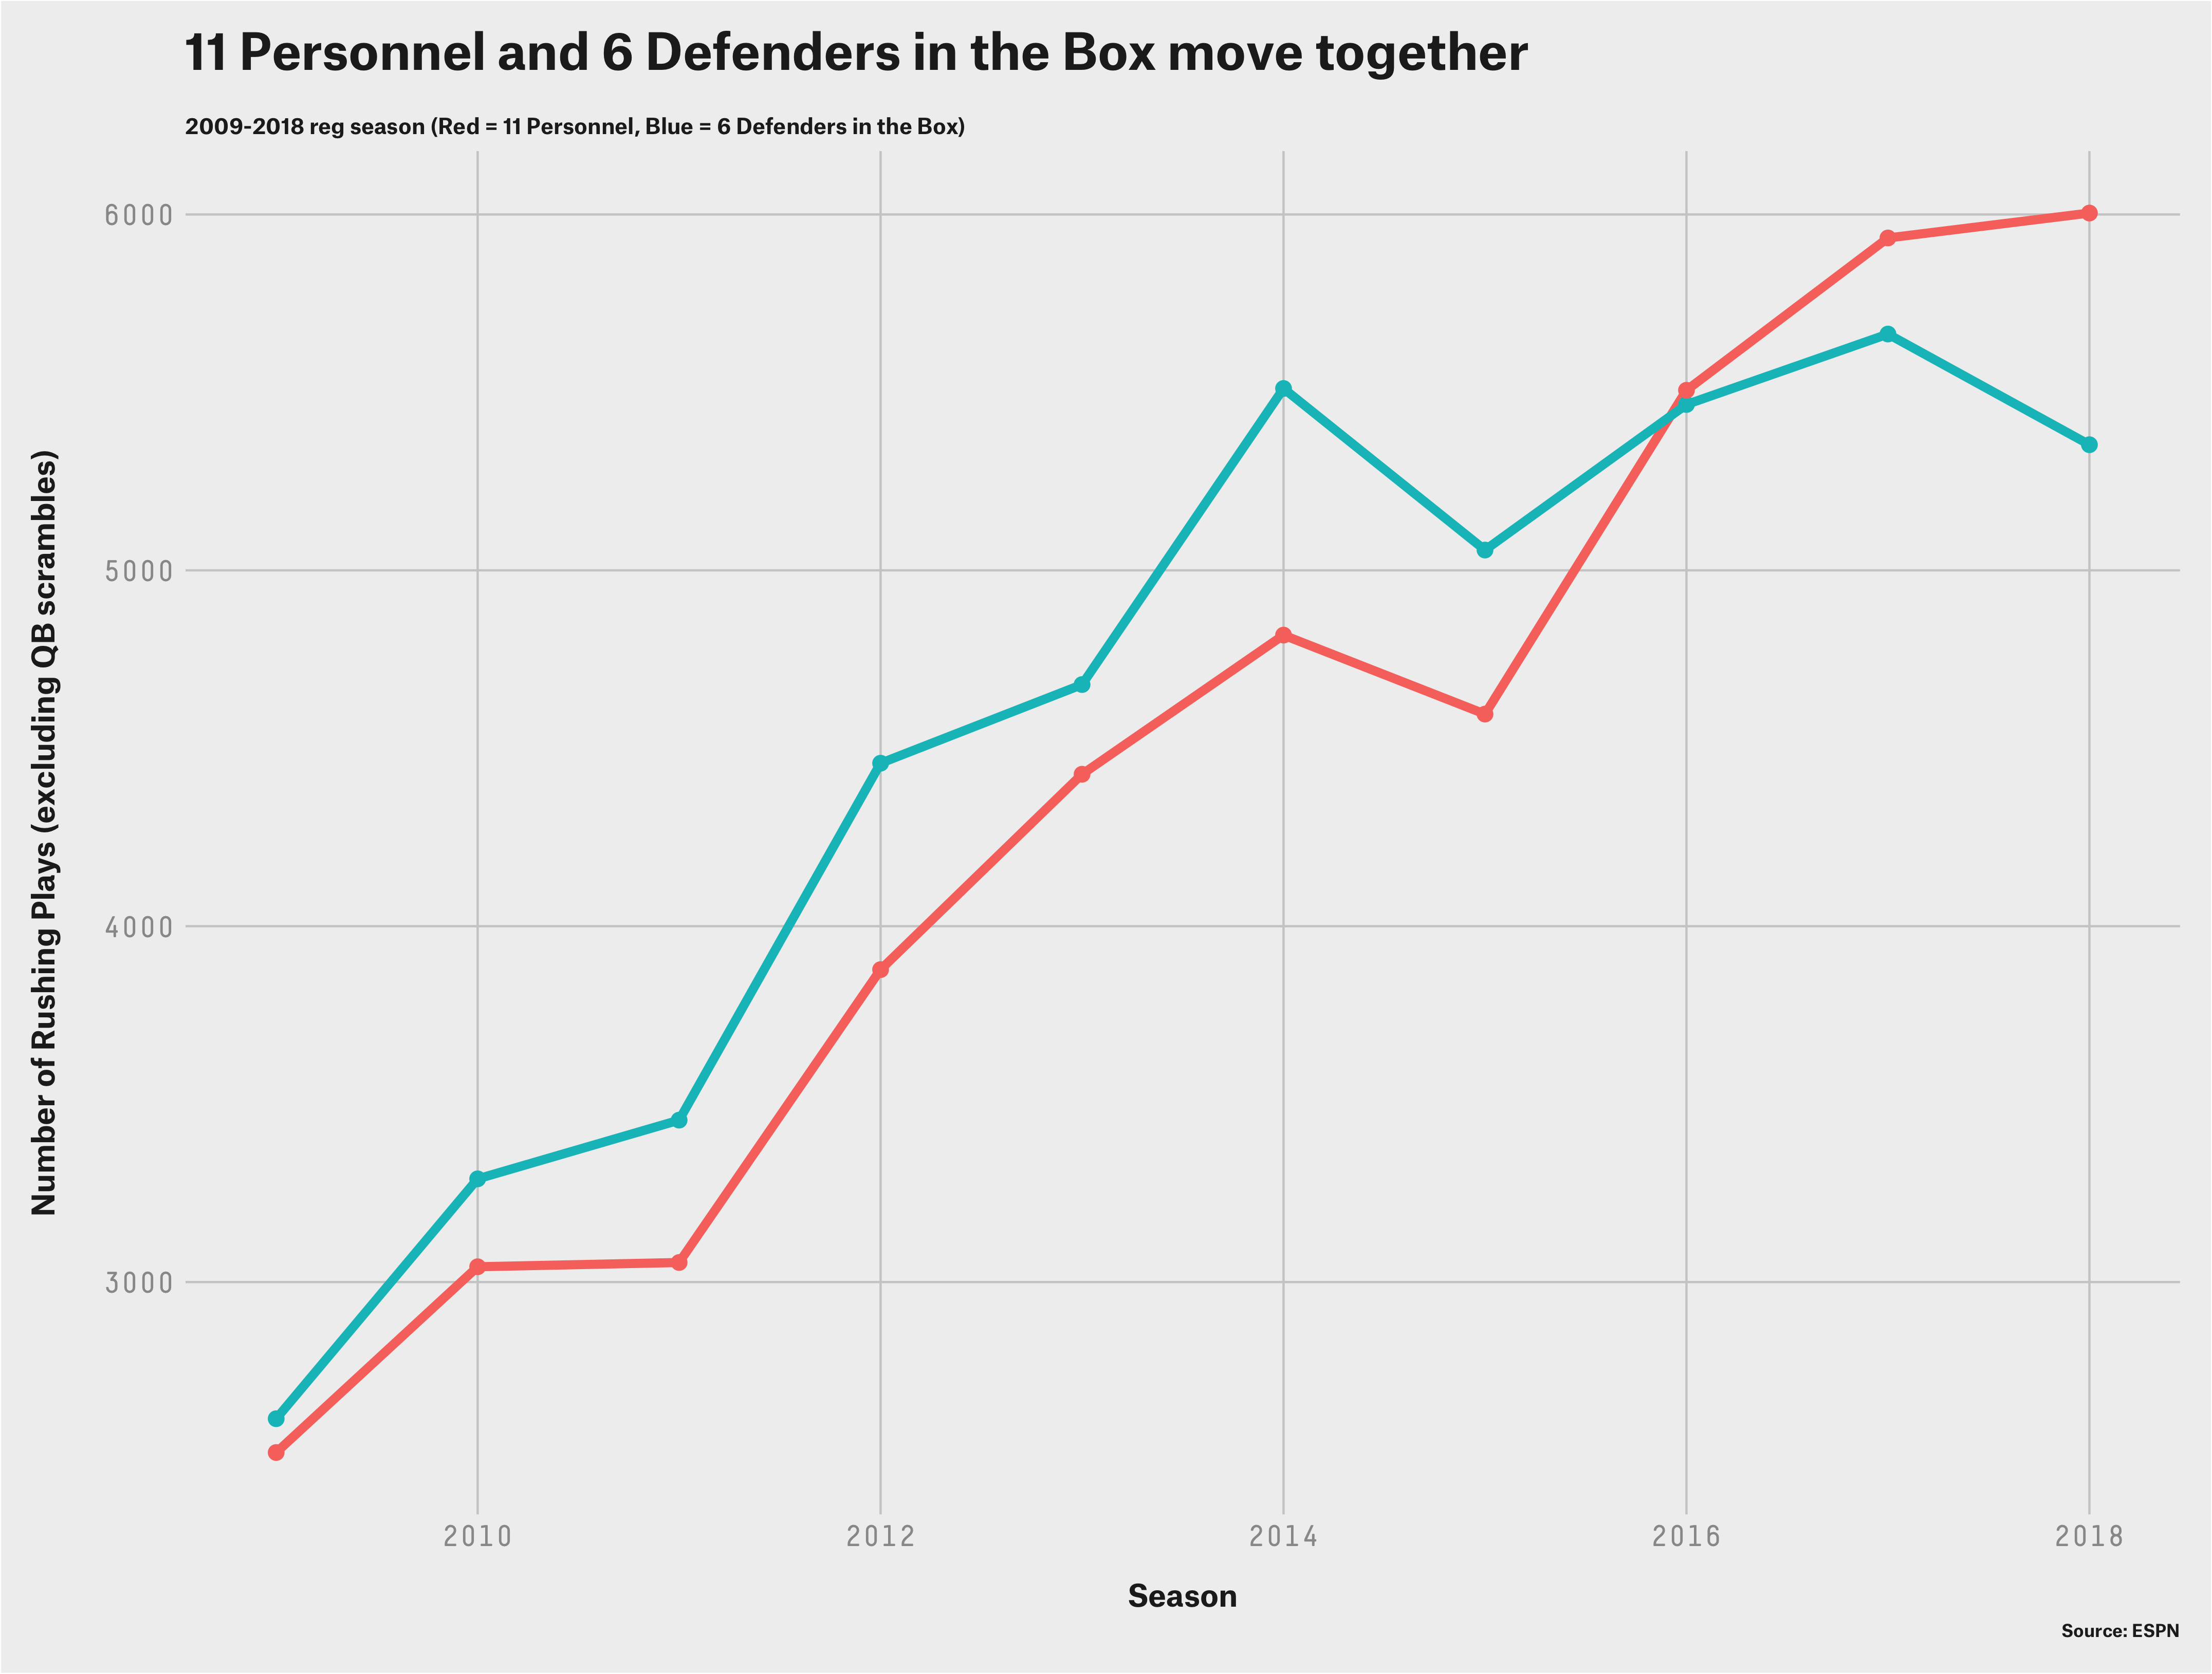 11 Personnel and 6 Defenders in the Box move together
2009-2018 reg season (Red = 11 Personnel, Blue = 6 Defenders in the Box)
Number of Rushing Plays (excluding QB scrambles)
6000
5000
4000
3000
2010 2012 2014 2016 2018
Season
Source: ESPN